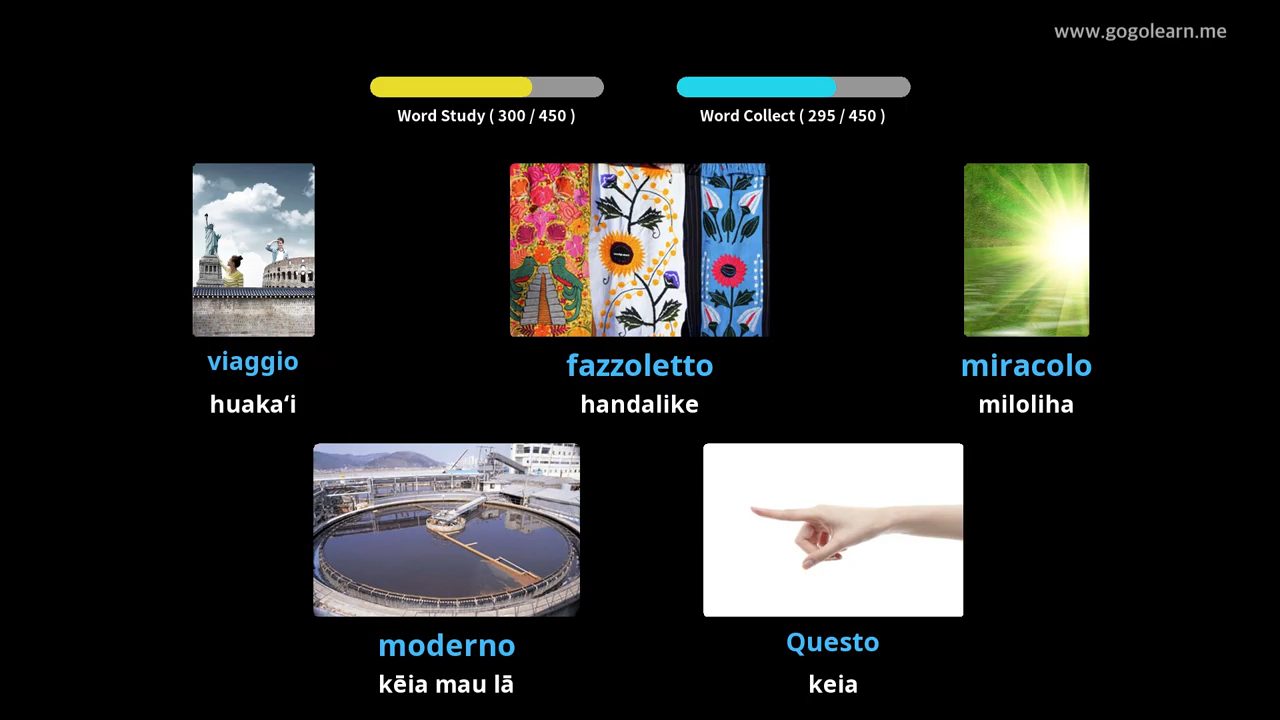 www.gogolearn.me
Word Study ( 300 / 450 )
Word Collect ( 295 / 450 )
viaggio
huakaʻi
fazzoletto
handalike
miracolo
miloliha
moderno
kēia mau lā
Questo
keia